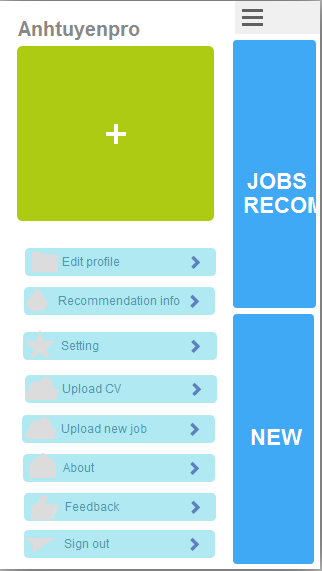 Anhtuyenpro
+
Edit profile
Recommendation info
Setting
Upload CV
Upload new job
About
Feedback
Sign out
JOBS
RECOM
NEW